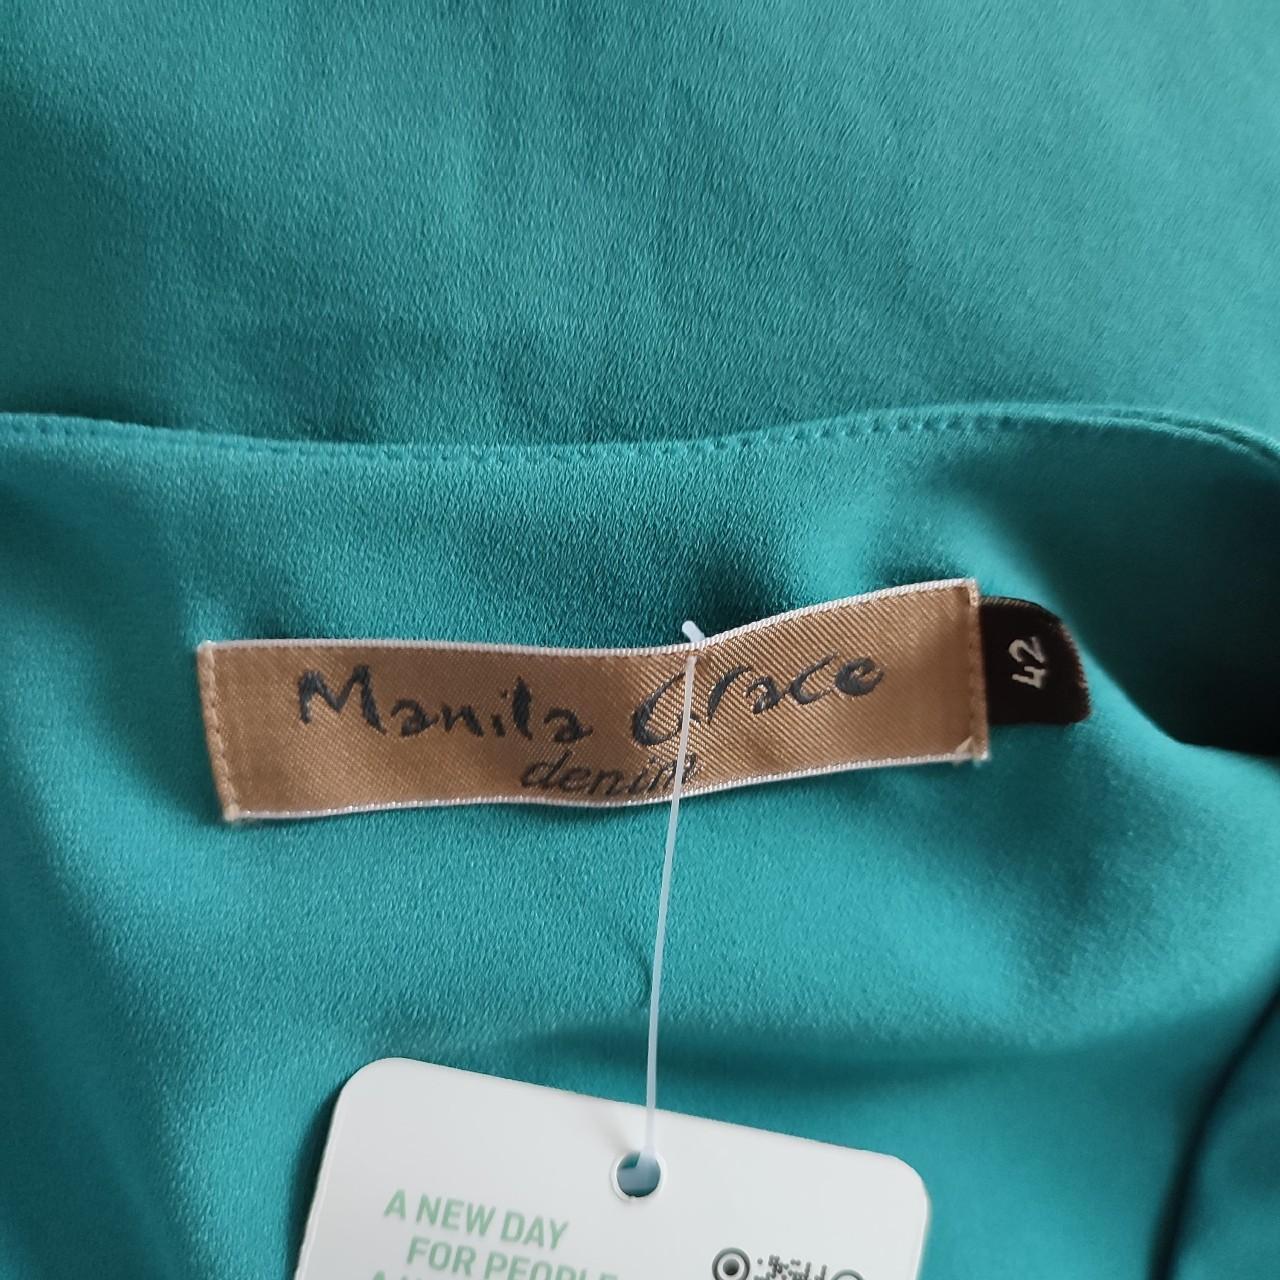 Manila Grace
denim
42
A NEW DAY
FOR PEOPLE